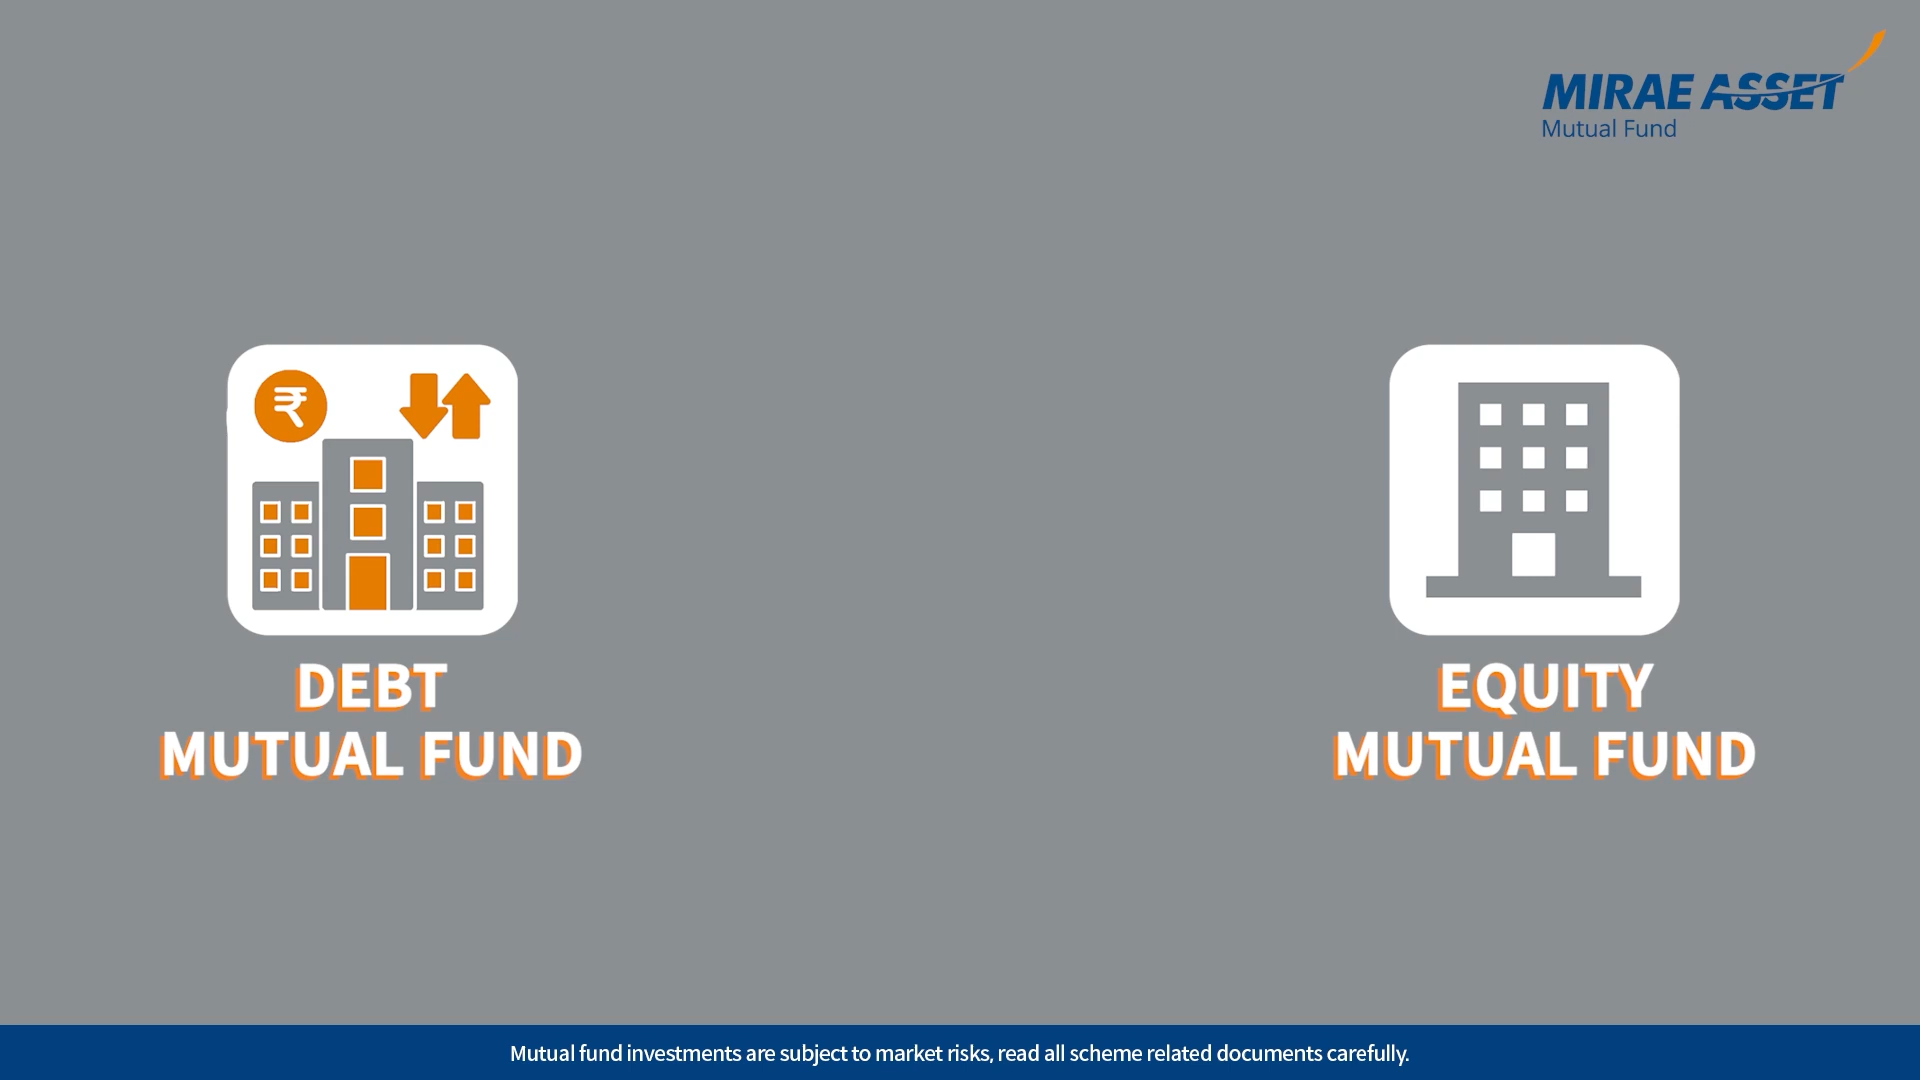 MIRAE ASSET
Mutual Fund
₹
DEBT
MUTUAL FUND
EQUITY
MUTUAL FUND
Mutual fund investments are subject to market risks, read all scheme related documents carefully.